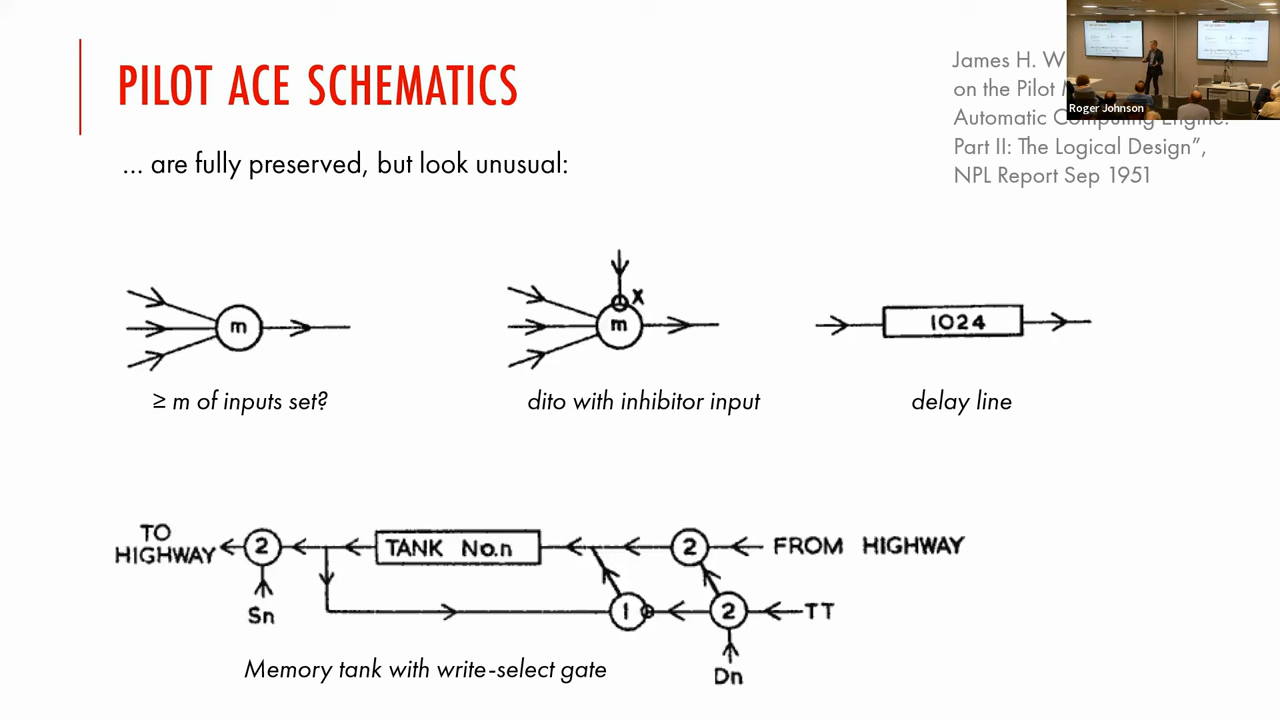 PILOT ACE SCHEMATICS
... are fully preserved, but look unusual:
James H. W
on the Pilot
Automatic Computing Engine.
Part II: The Logical Design”,
NPL Report Sep 1951
Roger Johnson
m
≥ m of inputs set?
x
m
dito with inhibitor input
1024
delay line
TO
HIGHWAY
2
TANK No.n
2
FROM HIGHWAY
Sn
1
2
TT
Dn
Memory tank with write-select gate